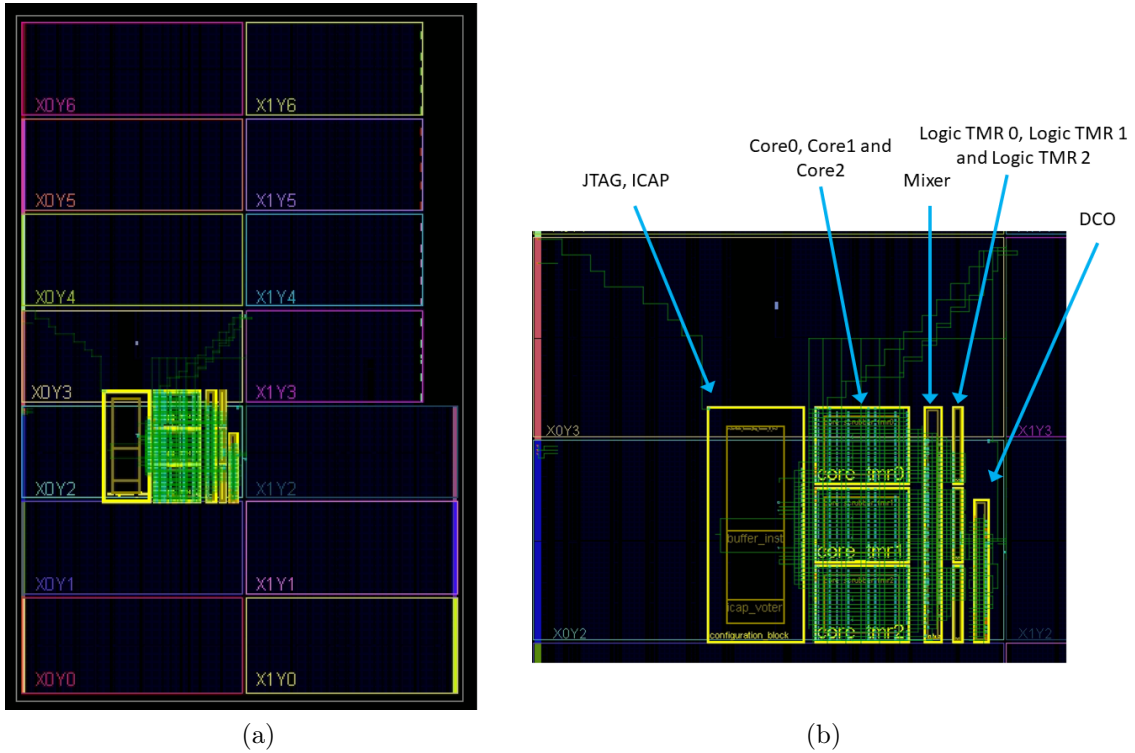 X0Y6
X1Y6
X0Y5
X1Y5
X0Y4
X1Y4
X0Y3
X1Y3
X0Y2
X1Y2
X0Y1
X1Y1
X0Y0
X1Y0
(a)
JTAG, ICAP
Core0, Core1 and
Core2
Mixer
Logic TMR 0, Logic TMR 1
and Logic TMR 2
DCO
X0Y3
X1Y3
core_tmr0
buffer_inst
core_tmr1
icap_voter
X0Y2
configuration_block
core_tmr2
X1Y2
(b)